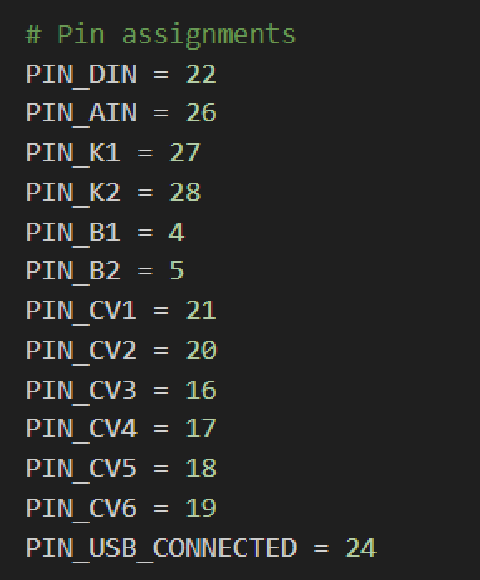 # Pin assignments
PIN_DIN = 22
PIN_AIN = 26
PIN_K1 = 27
PIN_K2 = 28
PIN_B1 = 4
PIN_B2 = 5
PIN_CV1 = 21
PIN_CV2 = 20
PIN_CV3 = 16
PIN_CV4 = 17
PIN_CV5 = 18
PIN_CV6 = 19
PIN_USB_CONNECTED = 24